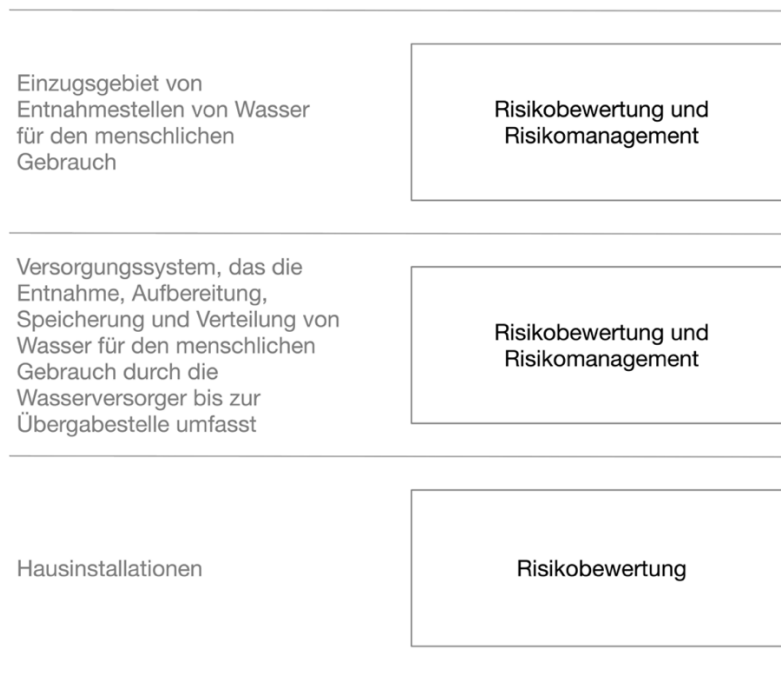 Einzugsgebiet von
Entnahmestellen von Wasser
für den menschlichen
Gebrauch
Risikobewertung und
Risikomanagement
Versorgungssystem, das die
Entnahme, Aufbereitung,
Speicherung und Verteilung von
Wasser für den menschlichen
Gebrauch durch die
Wasserversorger bis zur
Übergabestelle umfasst
Risikobewertung und
Risikomanagement
Hausinstallationen
Risikobewertung